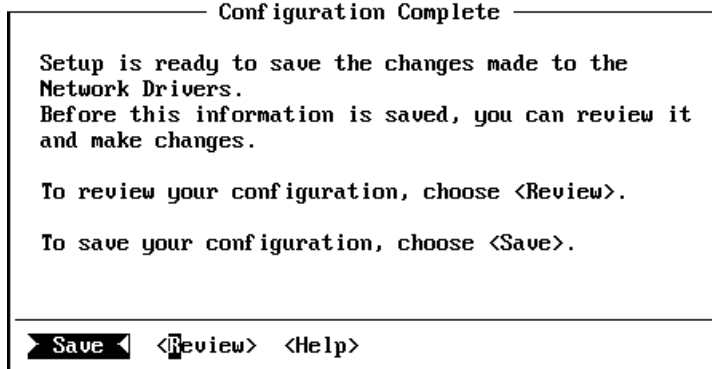 Configuration Complete
Setup is ready to save the changes made to the
Network Drivers.
Before this information is saved, you can review it
and make changes.
To review your configuration, choose <Review>.
To save your configuration, choose <Save>.
Save <Review> <Help>